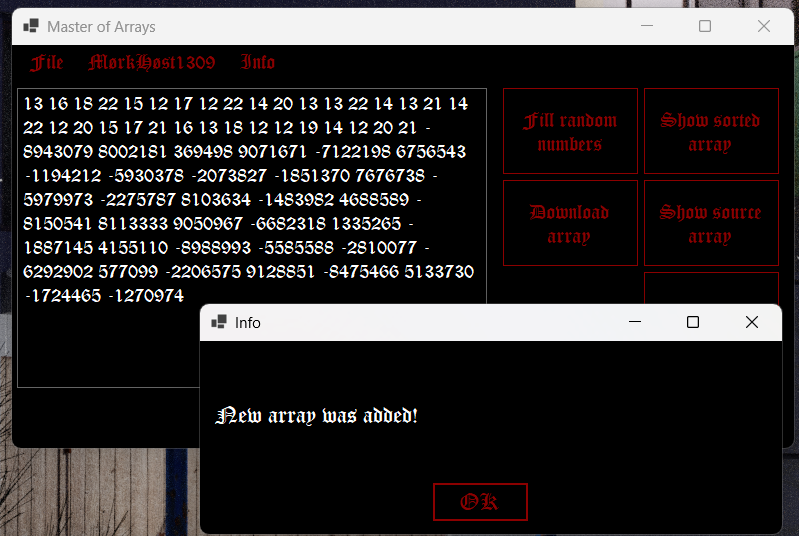 Master of Arrays
File MørkHøst1309 Info
13 16 18 22 15 12 17 12 22 14 20 13 13 22 14 13 21 14
22 12 20 15 17 21 16 13 18 12 12 19 14 12 20 21 -
8943079 8002181 369498 9071671 -7122198 6756543
-1194212 -5930378 -2073827 -1851370 7676738 -
5979973 -2275787 8103634 -1483982 4688589 -
8150541 8113333 9050967 -6682318 1335265 -
1887145 4155110 -8988993 -5585588 -2810077 -
6292902 577099 -2206575 9128851 -8475466 5133730
-1724465 -1270974
Fill random
numbers
Show sorted
array
Download
array
Show source
array
Info
New array was added!
OK